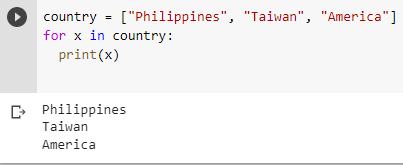 country = ["Philippines", "Taiwan", "America"]
for x in country:
  print(x)
Philippines
Taiwan
America